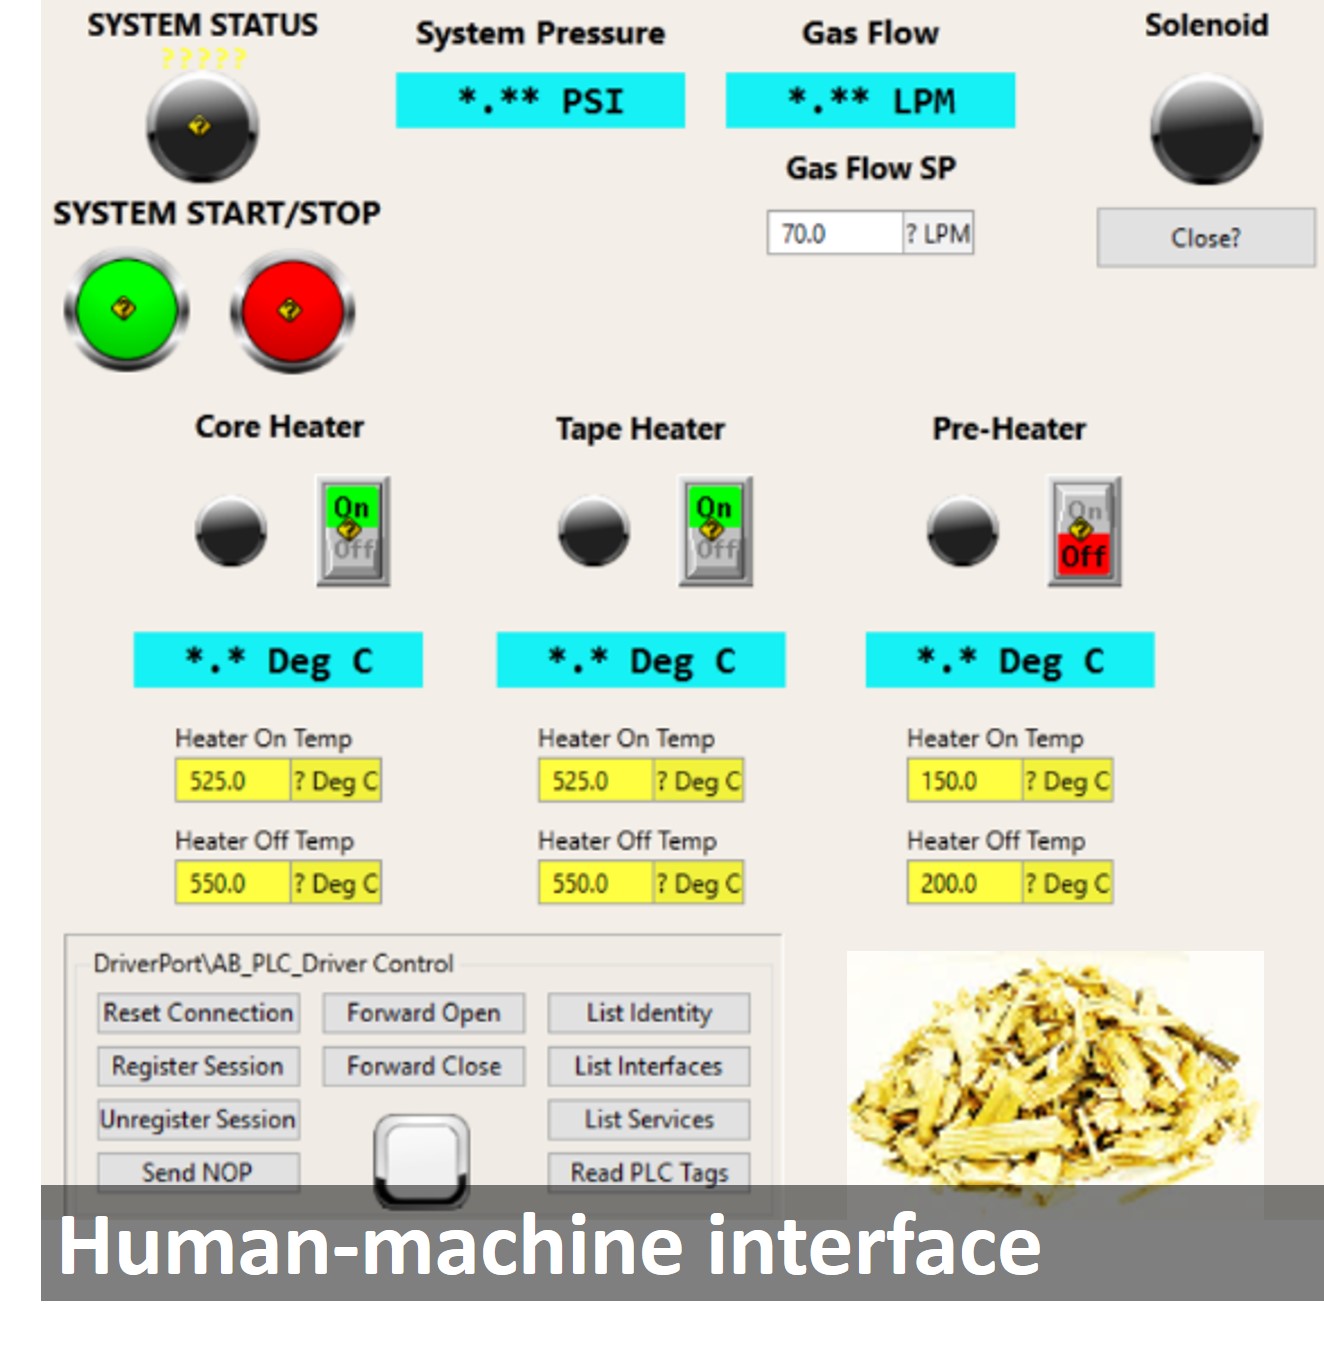 SYSTEM STATUS
?????
System Pressure
*.** PSI
Gas Flow
*.** LPM
Gas Flow SP
70.0 ? LPM
Solenoid
Close?
SYSTEM START/STOP
?
?
?
Core Heater
On
?
Off
Tape Heater
On
?
Off
Pre-Heater
On
?
Off
*.* Deg C
*.* Deg C
*.* Deg C
Heater On Temp
525.0 ? Deg C
Heater Off Temp
550.0 ? Deg C
Heater On Temp
525.0 ? Deg C
Heater Off Temp
550.0 ? Deg C
Heater On Temp
150.0 ? Deg C
Heater Off Temp
200.0 ? Deg C
DriverPort\AB_PLC_Driver Control
Reset Connection
Forward Open
List Identity
Register Session
Forward Close
List Interfaces
Unregister Session
List Services
Send NOP
Read PLC Tags
Human-machine interface